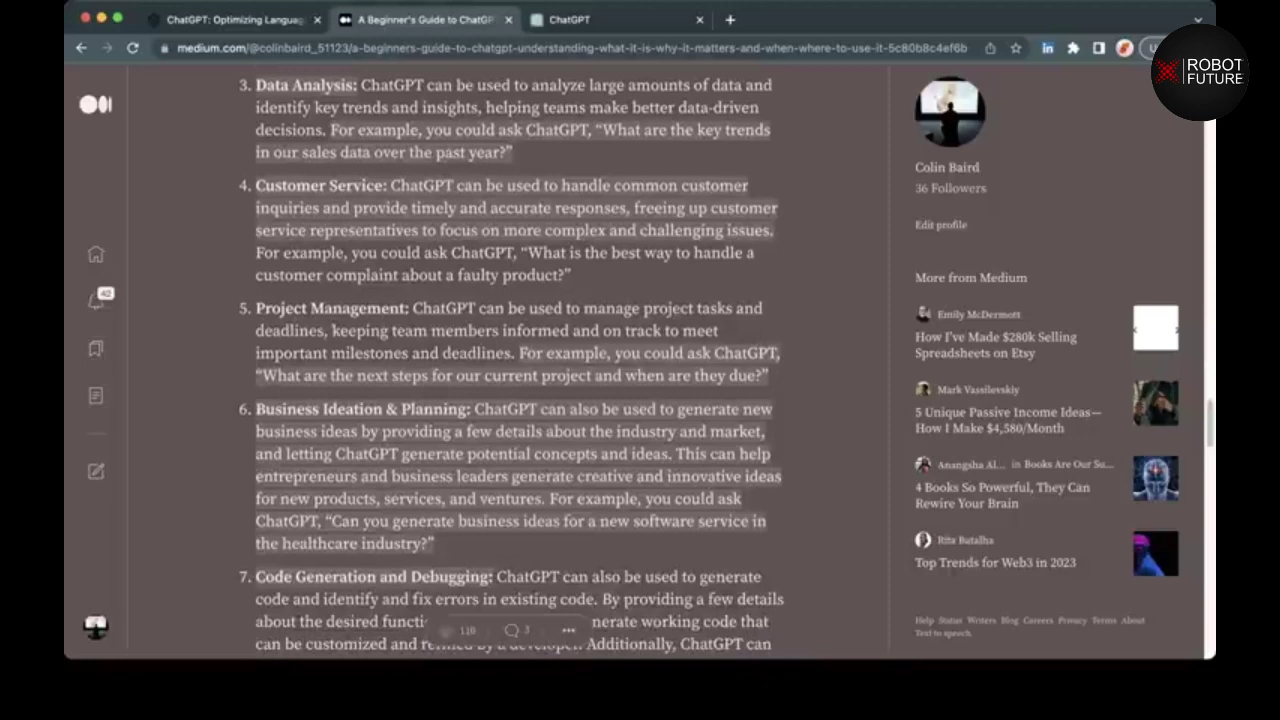 ChatGPT: Optimizing Languag
A Beginner's Guide to ChatGP
ChatGPT
medium.com/@colinbaird_51123/a-beginners-guide-to-chatgpt-understanding-what-it-is-why-it-matters-and-when-where-to-use-it-5c80b8c4ef6b
ROBOT
FUTURE
3. Data Analysis: ChatGPT can be used to analyze large amounts of data and
identify key trends and insights, helping teams make better data-driven
decisions. For example, you could ask ChatGPT, “What are the key trends
in our sales data over the past year?”
4. Customer Service: ChatGPT can be used to handle common customer
inquiries and provide timely and accurate responses, freeing up customer
service representatives to focus on more complex and challenging issues.
For example, you could ask ChatGPT, “What is the best way to handle a
customer complaint about a faulty product?”
5. Project Management: ChatGPT can be used to manage project tasks and
deadlines, keeping team members informed and on track to meet
important milestones and deadlines. For example, you could ask ChatGPT,
“What are the next steps for our current project and when are they due?”
6. Business Ideation & Planning: ChatGPT can also be used to generate new
business ideas by providing a few details about the industry and market,
and letting ChatGPT generate potential concepts and ideas. This can help
entrepreneurs and business leaders generate creative and innovative ideas
for new products, services, and ventures. For example, you could ask
ChatGPT, “Can you generate business ideas for a new software service in
the healthcare industry?”
7. Code Generation and Debugging: ChatGPT can also be used to generate
code and identify and fix errors in existing code. By providing a few details
about the desired functi nerate working code that
can be customized and refined by a developer. Additionally, ChatGPT can
110 3
42
Colin Baird
36 Followers
Edit profile
More from Medium
Emily McDermott
How I've Made $280k Selling
Spreadsheets on Etsy
Mark Vassilevskiy
5 Unique Passive Income Ideas—
How I Make $4,580/Month
Anangsha Al... in Books Are Our Su...
4 Books So Powerful, They Can
Rewire Your Brain
Rita Butalha
Top Trends for Web3 in 2023
Help Status Writers Blog Careers Privacy Terms About
Text to speech